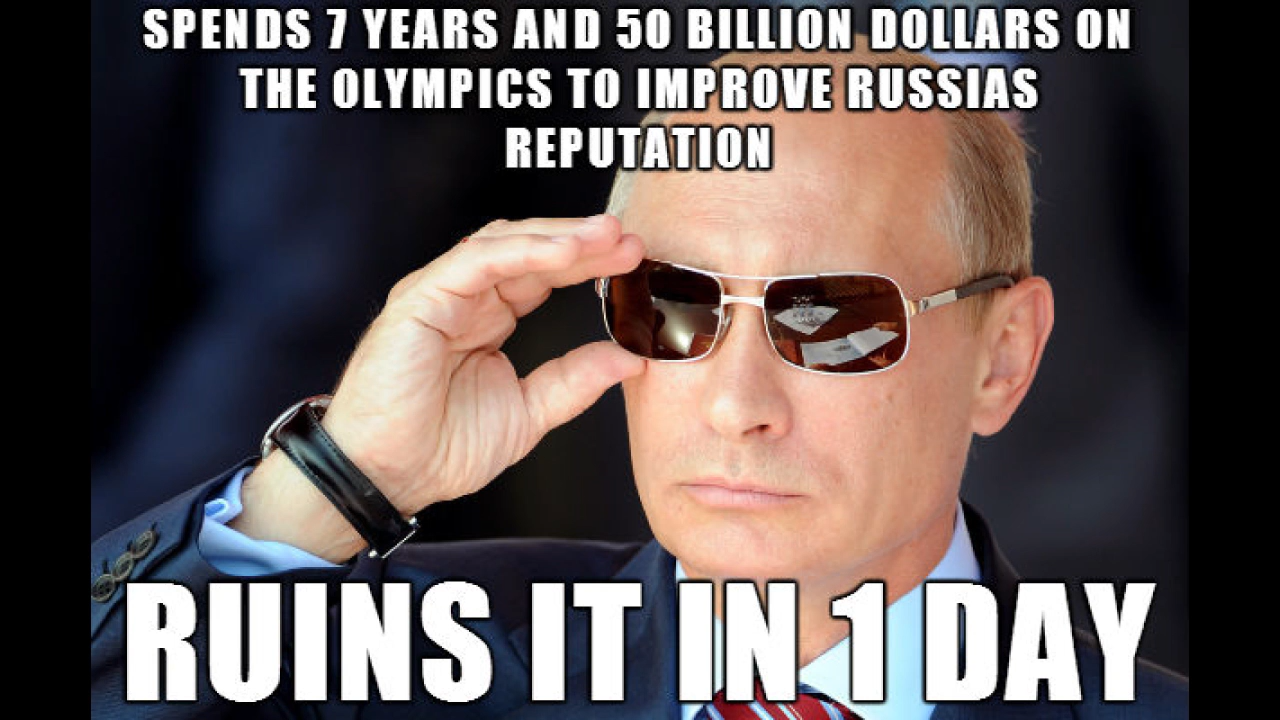 SPENDS 7 YEARS AND 50 BILLION DOLLARS ON
THE OLYMPICS TO IMPROVE RUSSIAS
REPUTATION
RUINS IT IN 1 DAY